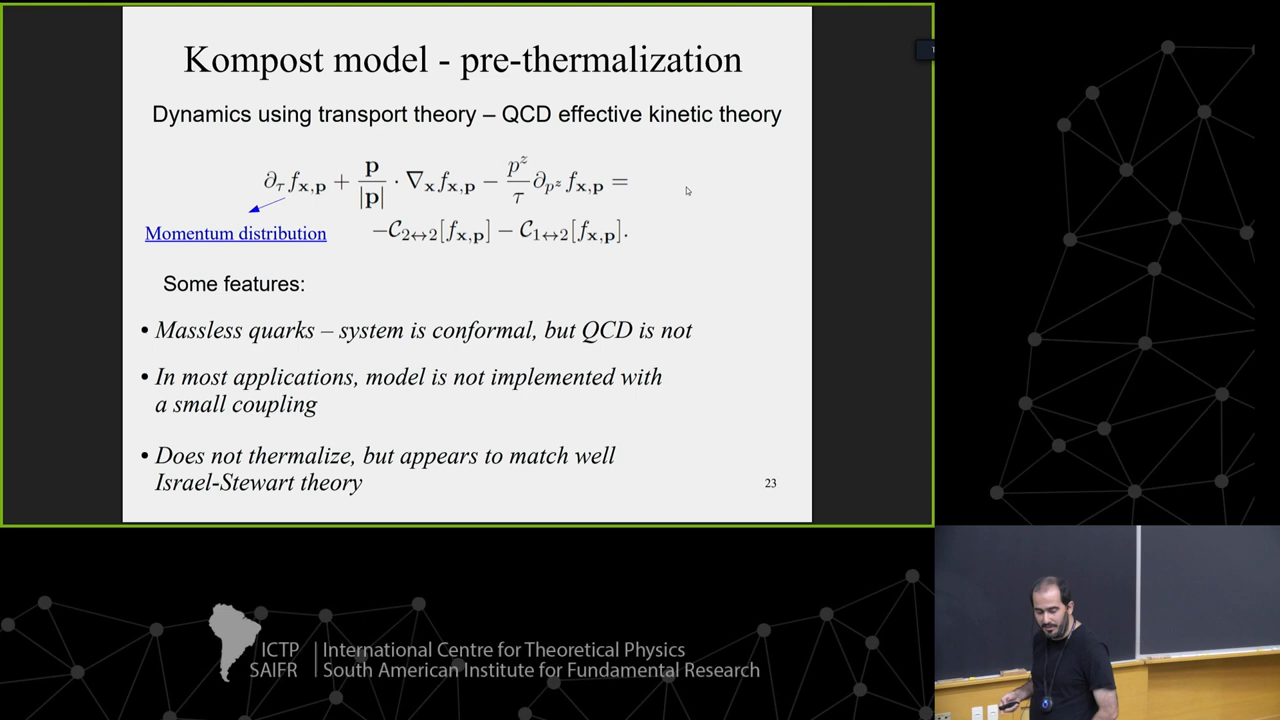 Kompost model - pre-thermalization
Dynamics using transport theory – QCD effective kinetic theory
∂_τ f_{x,p} + p/|p| · ∇_x f_{x,p} − p^z/τ ∂_{p^z} f_{x,p} =
−C_{2↔2}[f_{x,p}] − C_{1↔2}[f_{x,p}].
Momentum distribution
Some features:
• Massless quarks – system is conformal, but QCD is not
• In most applications, model is not implemented with
a small coupling
• Does not thermalize, but appears to match well
Israel-Stewart theory
23
ICTP
SAIFR
International Centre for Theoretical Physics
South American Institute for Fundamental Research